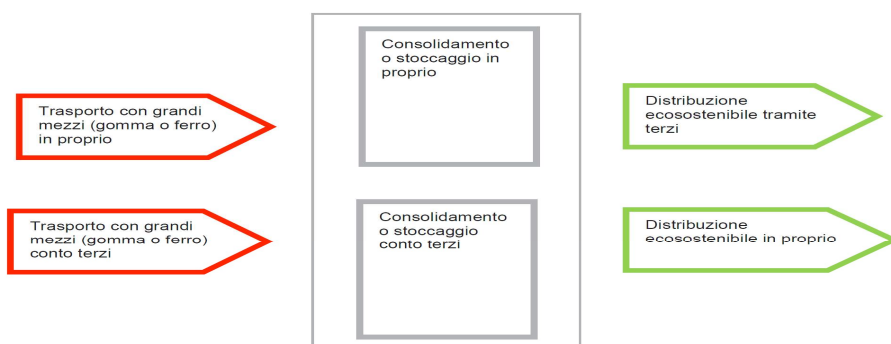 Trasporto con grandi
mezzi (gomma o ferro)
in proprio
Trasporto con grandi
mezzi (gomma o ferro)
conto terzi
Consolidamento
o stoccaggio in
proprio
Consolidamento
o stoccaggio
conto terzi
Distribuzione
ecosostenibile tramite
terzi
Distribuzione
ecosostenibile in proprio